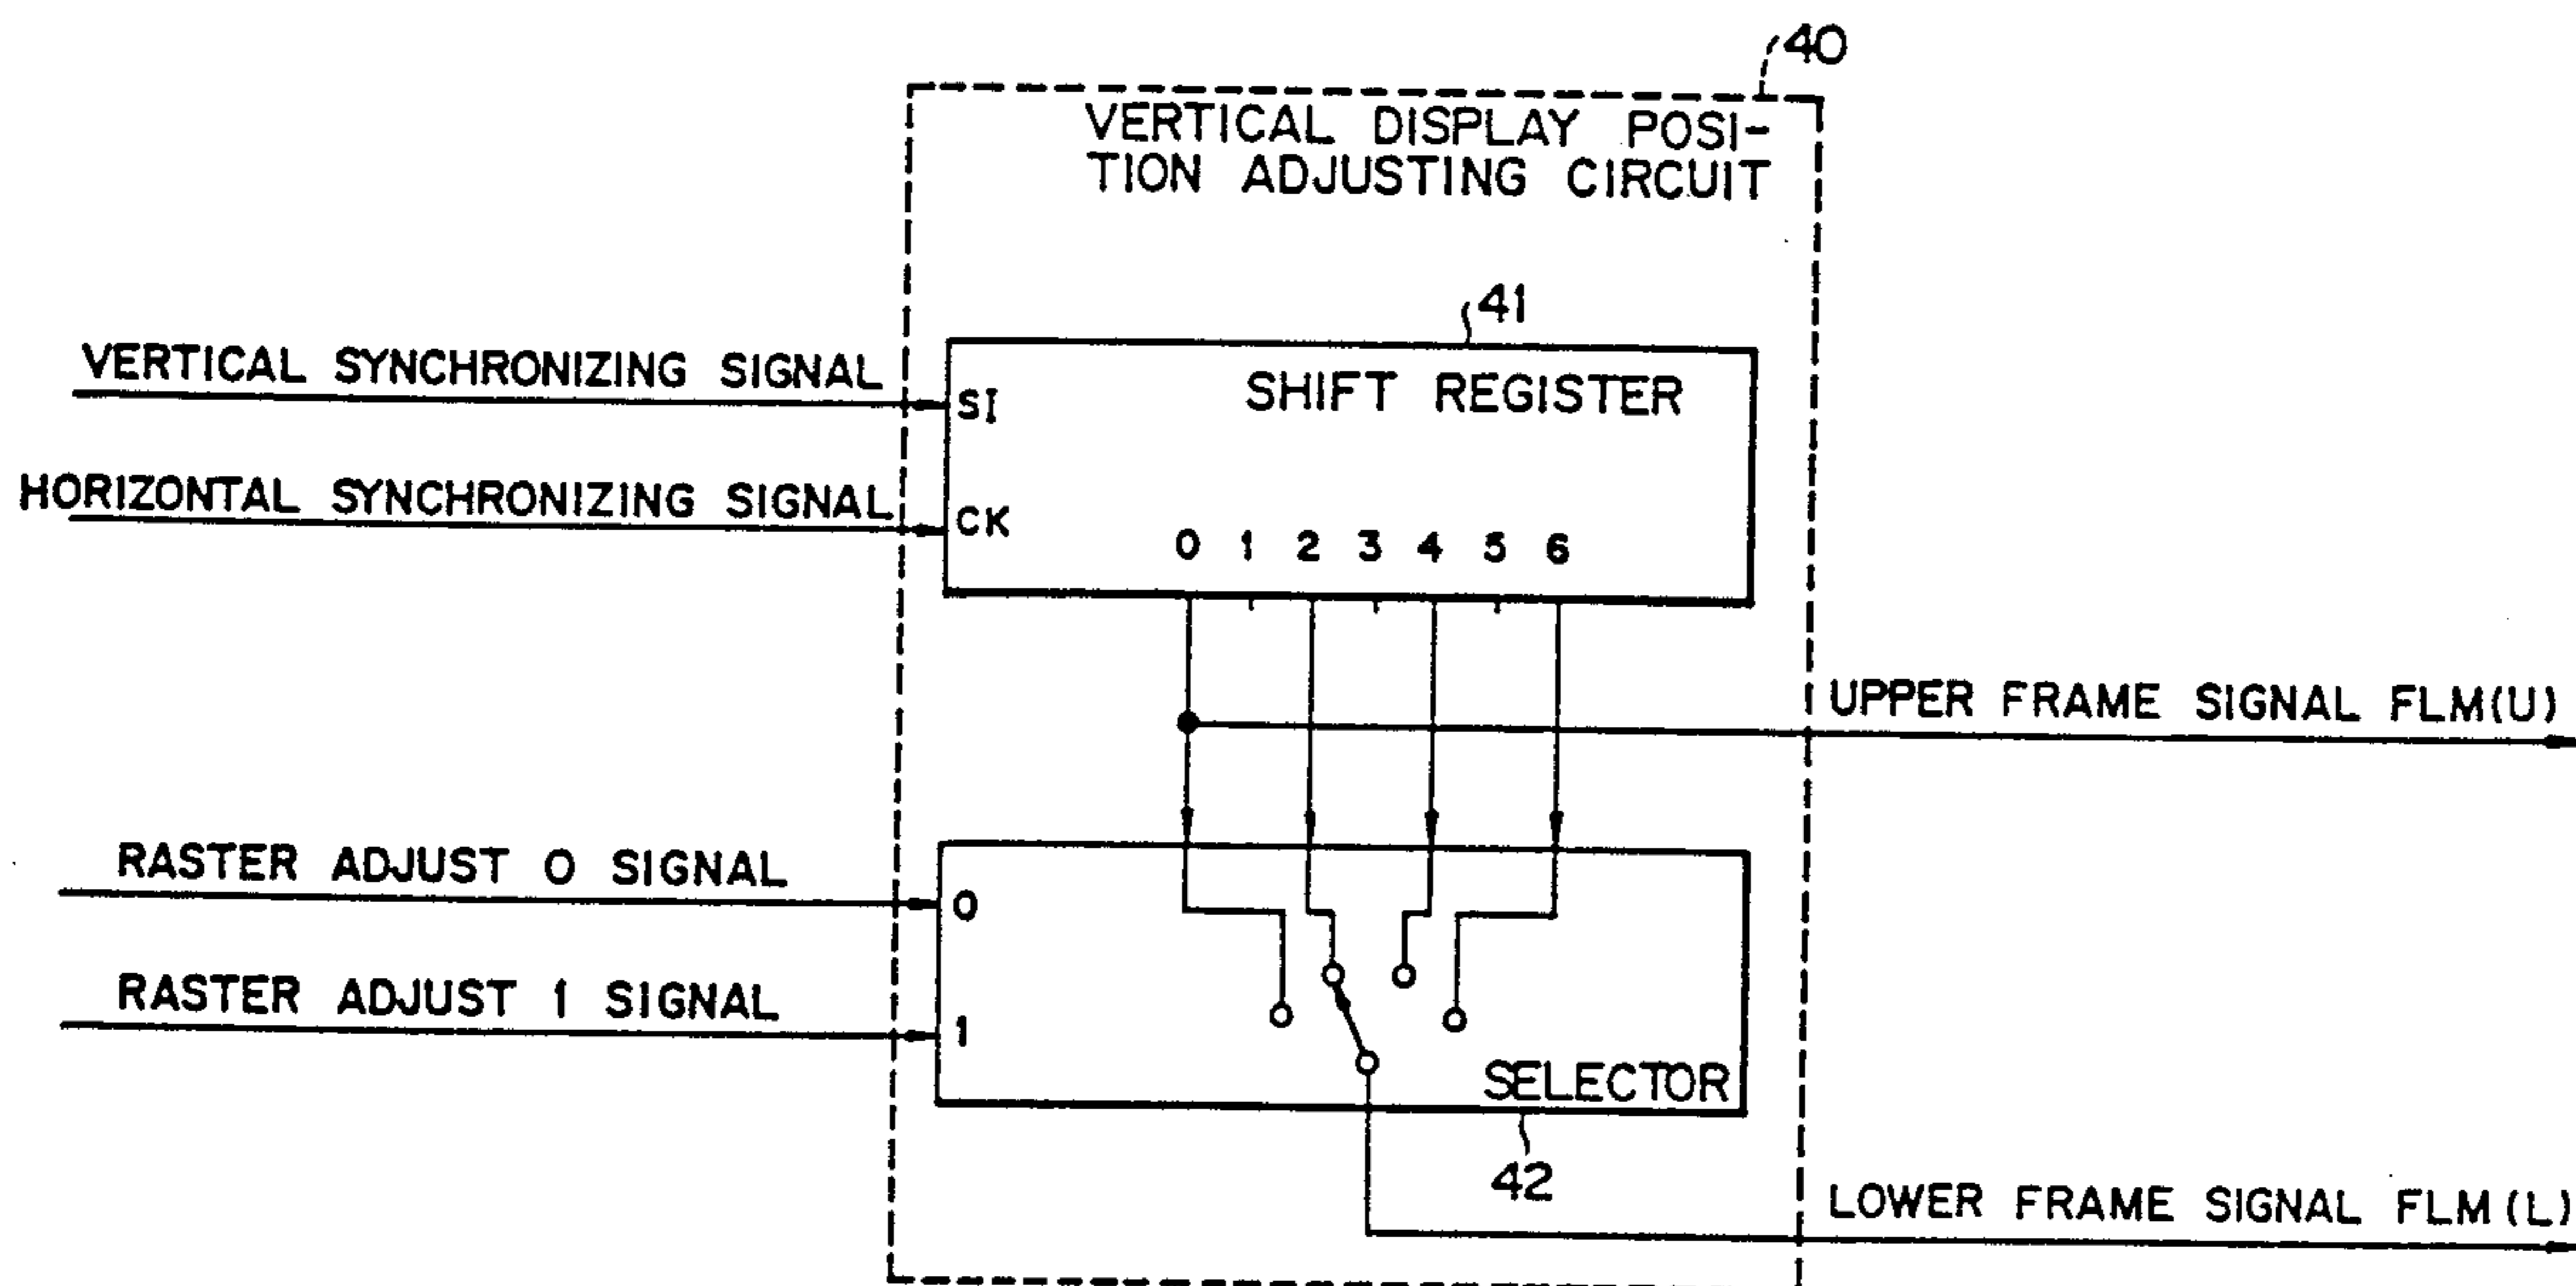 40
VERTICAL DISPLAY POSI-
TION ADJUSTING CIRCUIT
41
VERTICAL SYNCHRONIZING SIGNAL
SI
SHIFT REGISTER
HORIZONTAL SYNCHRONIZING SIGNAL
CK
0 1 2 3 4 5 6
UPPER FRAME SIGNAL FLM(U)
RASTER ADJUST 0 SIGNAL
0
RASTER ADJUST 1 SIGNAL
1
SELECTOR
42
LOWER FRAME SIGNAL FLM(L)